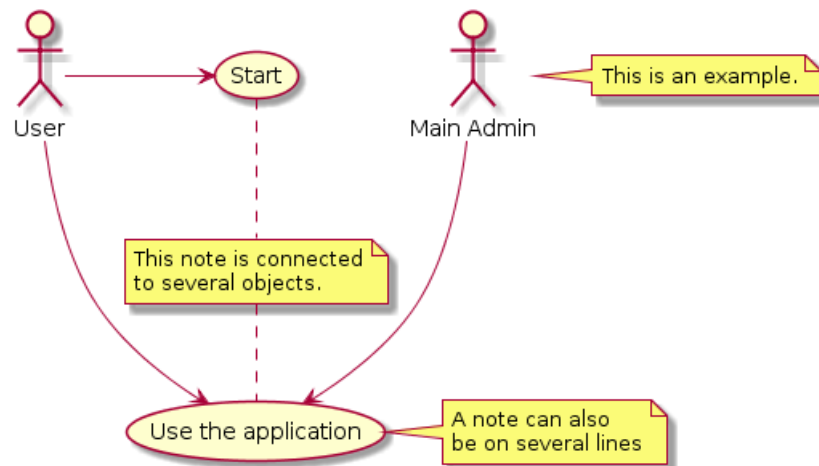 Start
This is an example.
User
Main Admin
This note is connected
to several objects.
Use the application
A note can also
be on several lines